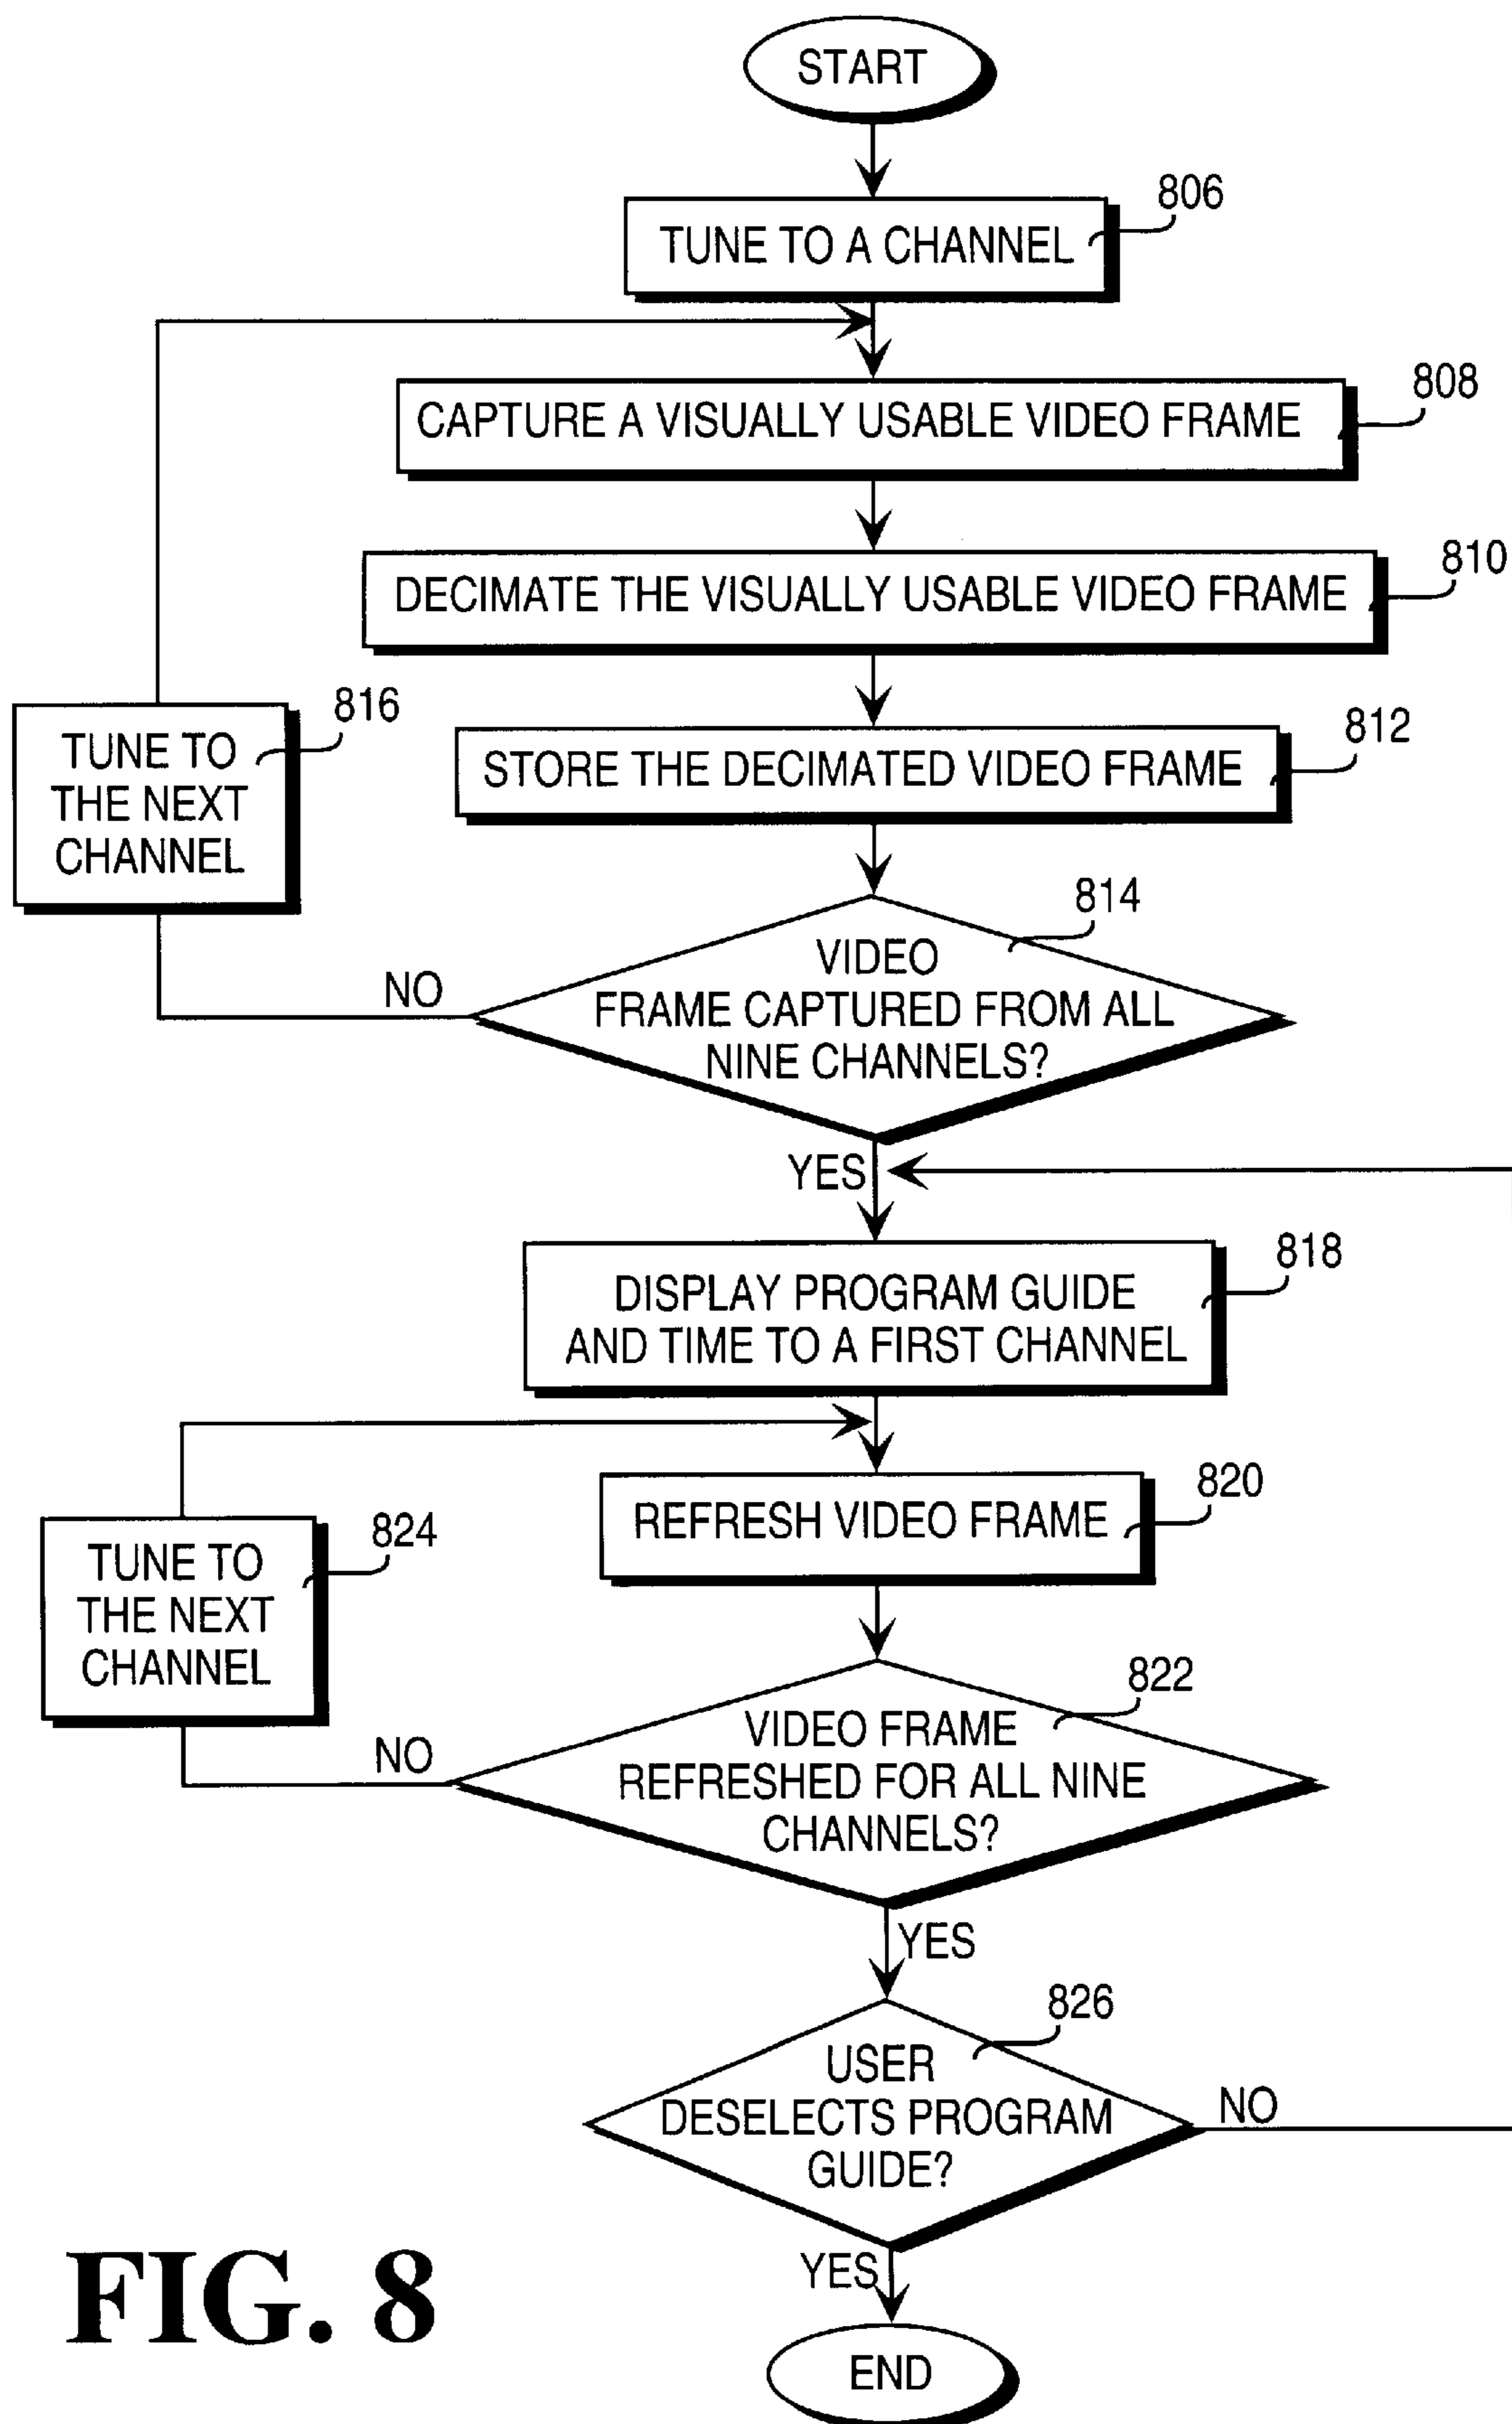 START
806
TUNE TO A CHANNEL
808
CAPTURE A VISUALLY USABLE VIDEO FRAME
810
DECIMATE THE VISUALLY USABLE VIDEO FRAME
816
TUNE TO
THE NEXT
CHANNEL
812
STORE THE DECIMATED VIDEO FRAME
814
VIDEO
FRAME CAPTURED FROM ALL
NINE CHANNELS?
NO
YES
818
DISPLAY PROGRAM GUIDE
AND TIME TO A FIRST CHANNEL
820
REFRESH VIDEO FRAME
824
TUNE TO
THE NEXT
CHANNEL
822
VIDEO FRAME
REFRESHED FOR ALL NINE
CHANNELS?
NO
YES
826
USER
DESELECTS PROGRAM
GUIDE?
NO
YES
END
FIG. 8